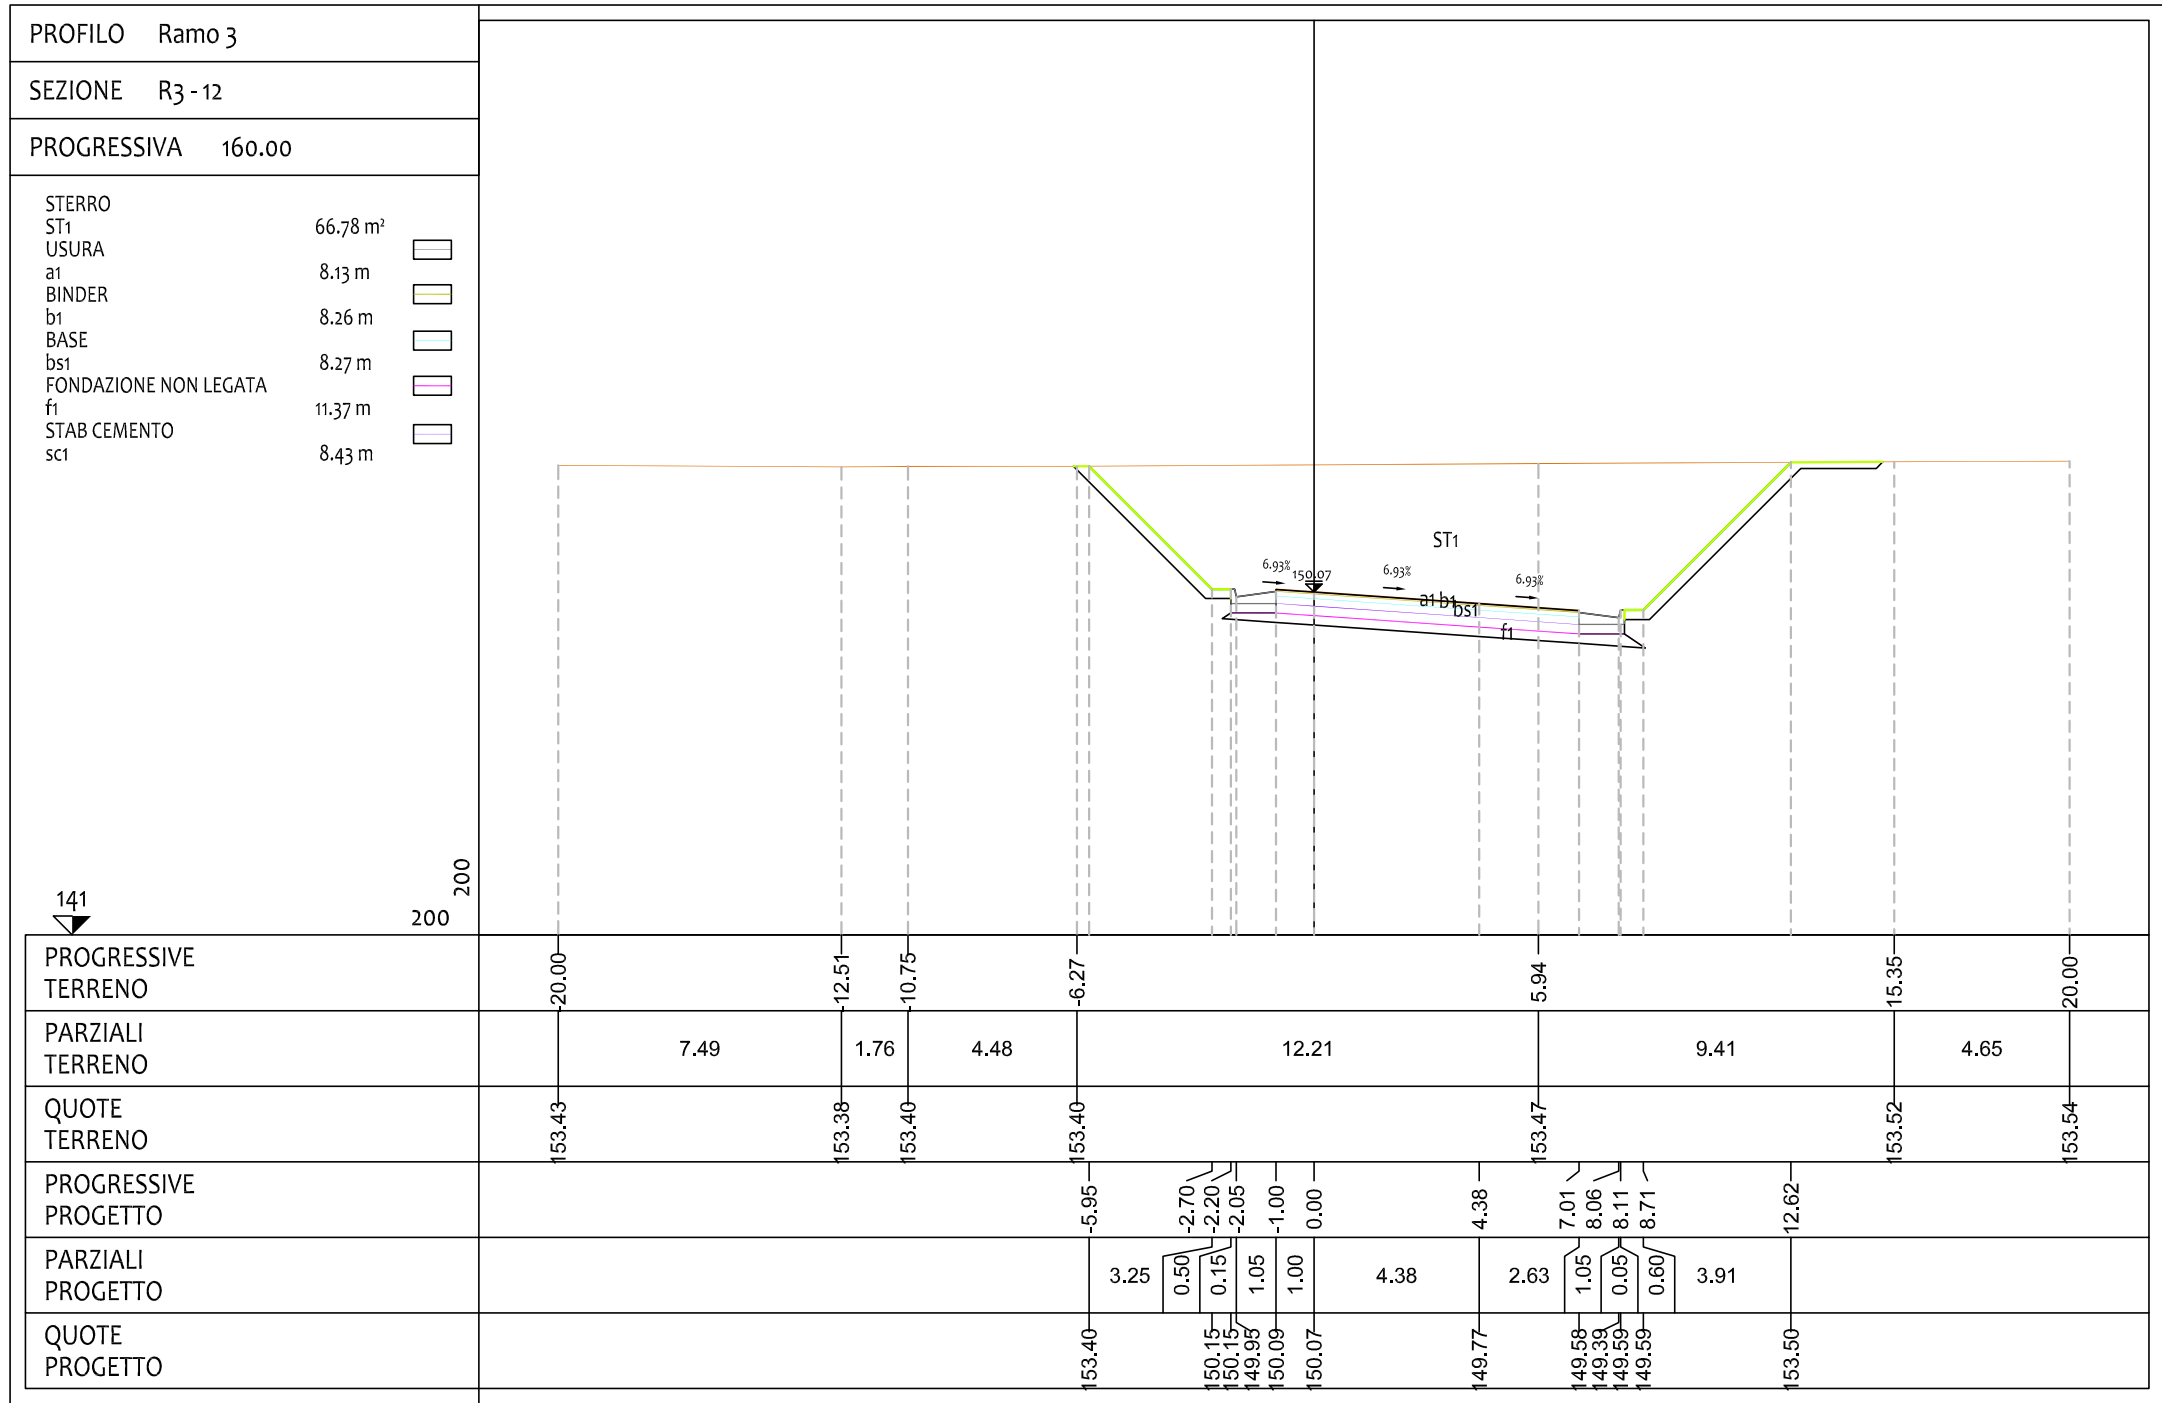 PROFILO Ramo 3
SEZIONE R3 - 12
PROGRESSIVA 160.00
STERRO
ST1 66.78 m²
USURA
a1 8.13 m
BINDER
b1 8.26 m
BASE
bs1 8.27 m
FONDAZIONE NON LEGATA
f1 11.37 m
STAB CEMENTO
sc1 8.43 m
ST1
6.93% 150.07 6.93% 6.93%
a1 b1
bs1
f1
200
141
200
PROGRESSIVE
TERRENO
-20.00 -12.51 -10.75 -6.27 5.94 15.35 20.00
PARZIALI
TERRENO
7.49 1.76 4.48 12.21 9.41 4.65
QUOTE
TERRENO
153.43 153.38 153.40 153.40 153.47 153.52 153.54
PROGRESSIVE
PROGETTO
-5.95 -2.70 -2.20 -2.05 -1.00 0.00 4.38 7.01 8.06 8.11 8.71 12.62
PARZIALI
PROGETTO
3.25 0.50 0.15 1.05 1.00 4.38 2.63 1.05 0.05 0.60 3.91
QUOTE
PROGETTO
153.40 150.15 150.15 149.95 150.09 150.07 149.77 149.58 149.39 149.59 149.59 153.50